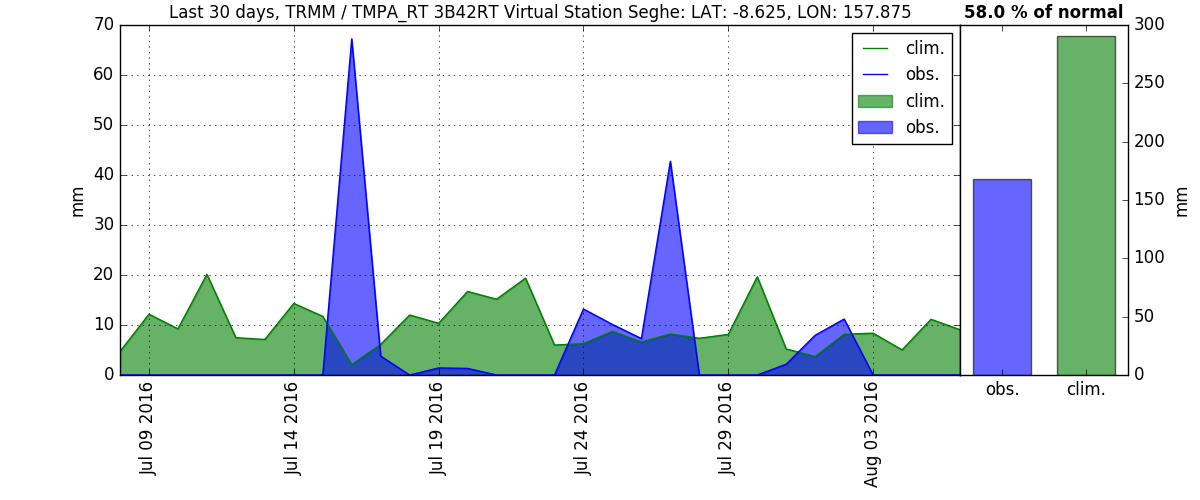 Last 30 days, TRMM / TMPA_RT 3B42RT Virtual Station Seghe: LAT: -8.625, LON: 157.875
58.0 % of normal
70
60
50
40
30
20
10
0
mm
clim.
obs.
clim.
obs.
300
250
200
150
100
50
0
mm
Jul 09 2016
Jul 14 2016
Jul 19 2016
Jul 24 2016
Jul 29 2016
Aug 03 2016
obs.
clim.